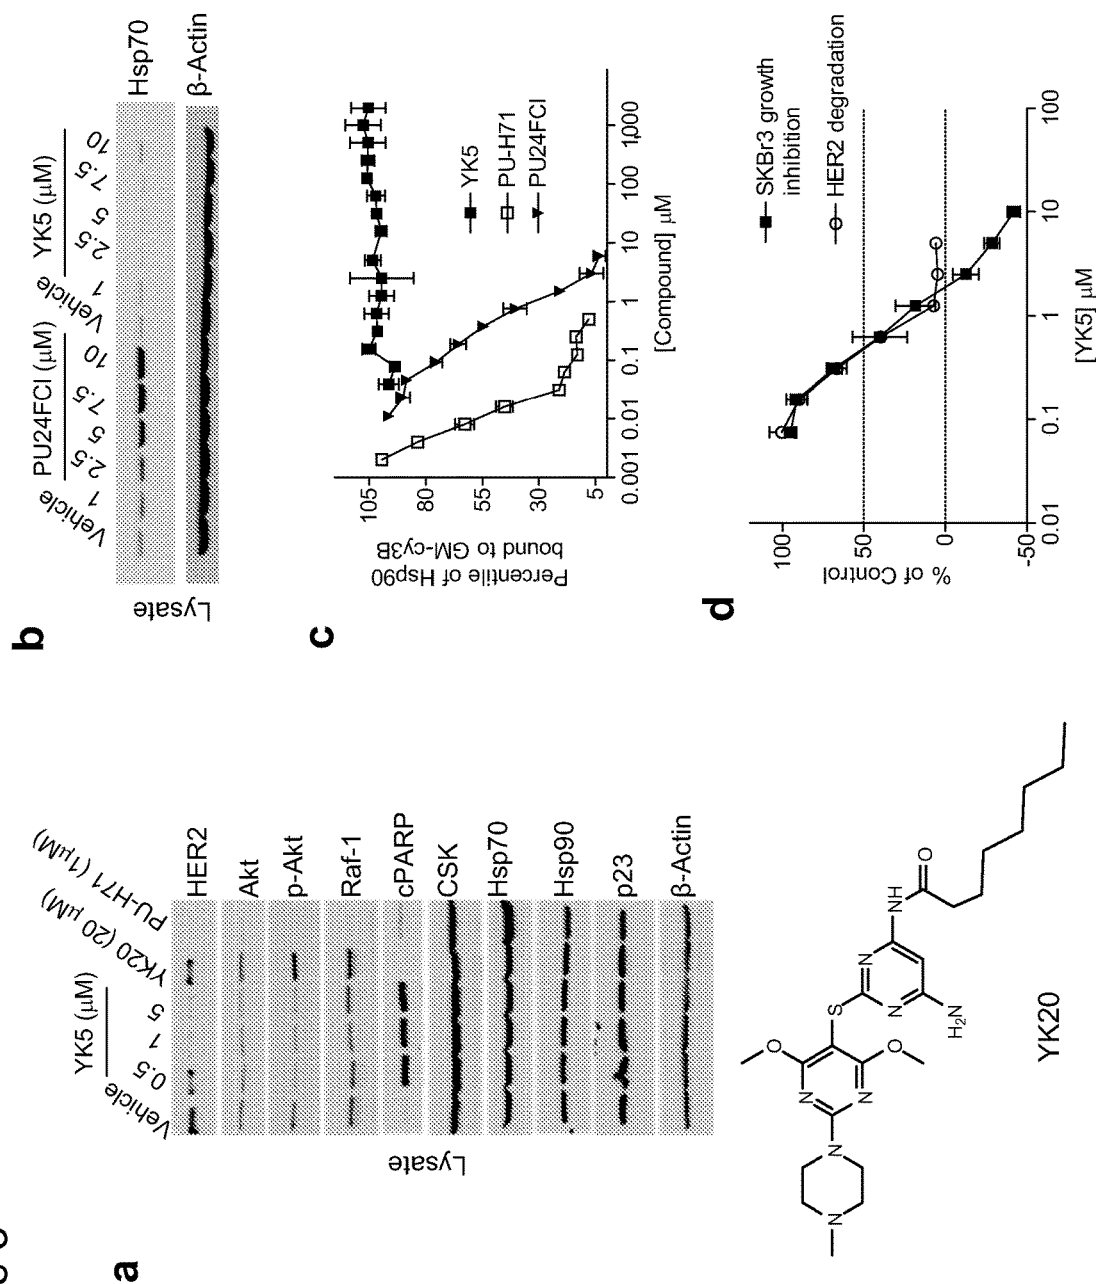 a
Vehicle
YK5 (μM)
0.5 1 5
YK20 (20 μM)
PU-H71 (1μM)
HER2
Akt
p-Akt
Raf-1
cPARP
CSK
Hsp70
Hsp90
p23
β-Actin
Lysate
O
S
N
N
N
N
O
N
N
NH
O
H₂N
N
N
YK20
b
PU24FCl (μM)
YK5 (μM)
Vehicle 1 2.5 5 7.5 10 Vehicle 1 2.5 5 7.5 10
Hsp70
β-Actin
Lysate
c
Percentile of Hsp90
bound to GM-cy3B
105
80
55
30
5
0.001 0.01 0.1 1 10 100 1,000
[Compound] μM
YK5
PU-H71
PU24FCl
d
% of Control
100
50
0
-50
0.01 0.1 1 10 100
[YK5] μM
SKBr3 growth
inhibition
HER2 degradation